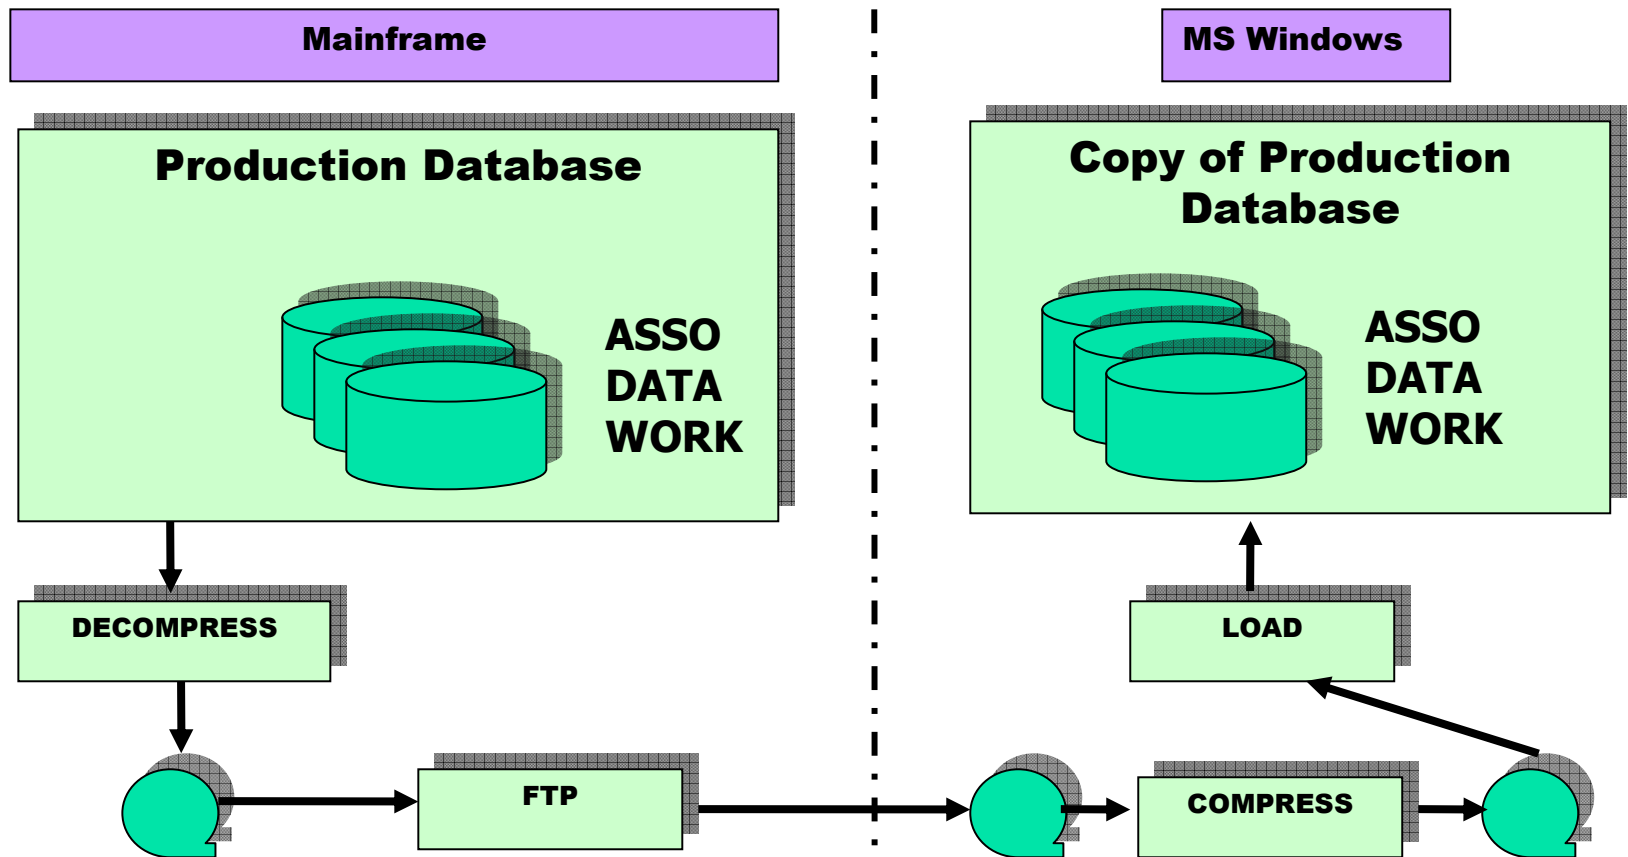 Mainframe
MS Windows
Production Database
ASSO
DATA
WORK
Copy of Production
Database
ASSO
DATA
WORK
DECOMPRESS
LOAD
FTP
COMPRESS